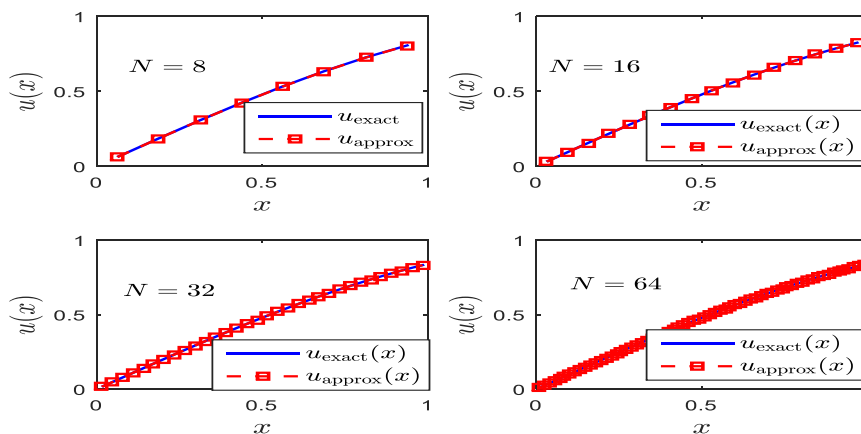 1
0.5
0
u(x)
N = 8
u_exact
u_approx
0
0.5
1
x
1
0.5
0
u(x)
N = 16
u_exact(x)
u_approx(x)
0
0.5
x
1
0.5
0
u(x)
N = 32
u_exact(x)
u_approx(x)
0
0.5
1
x
1
0.5
0
u(x)
N = 64
u_exact(x)
u_approx(x)
0
0.5
x